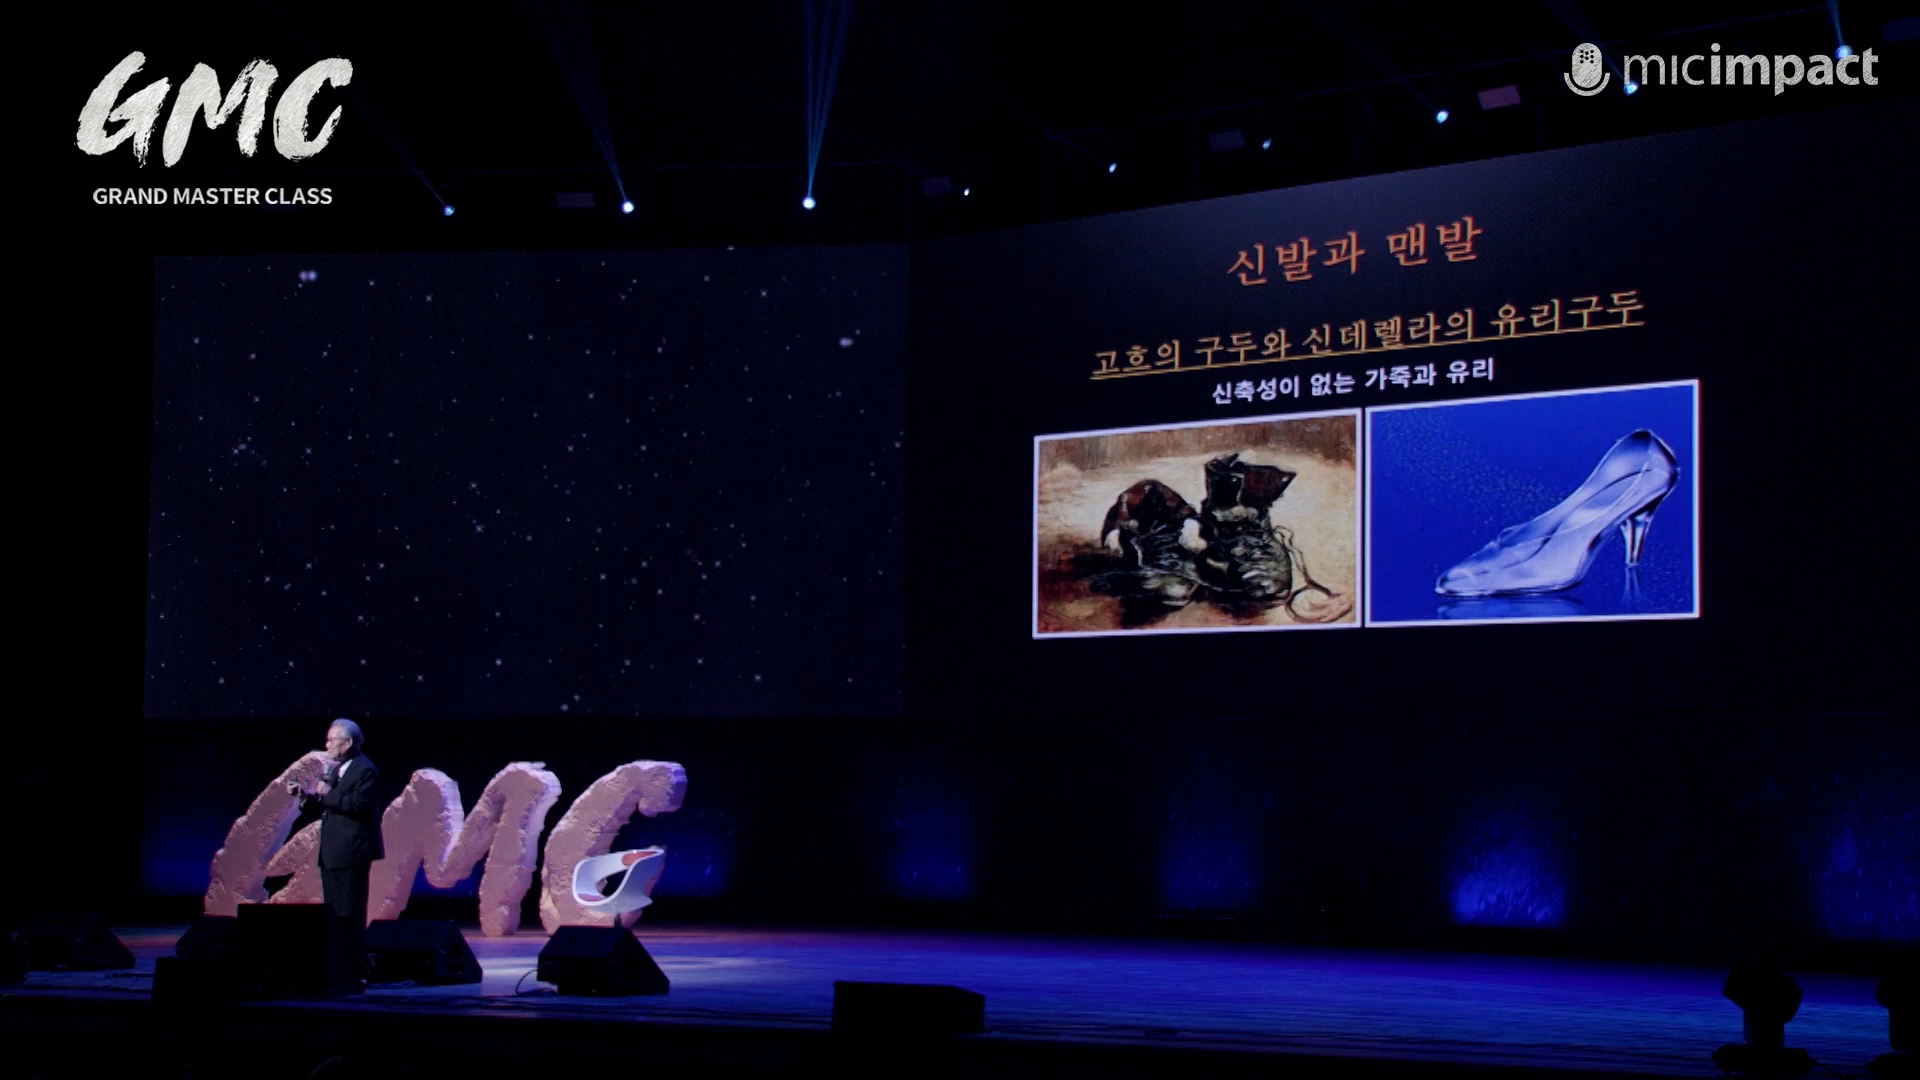 GMC
GRAND MASTER CLASS
micimpact
신발과 맨발
고흐의 구두와 신데렐라의 유리구두
신축성이 없는 가죽과 유리
GMC